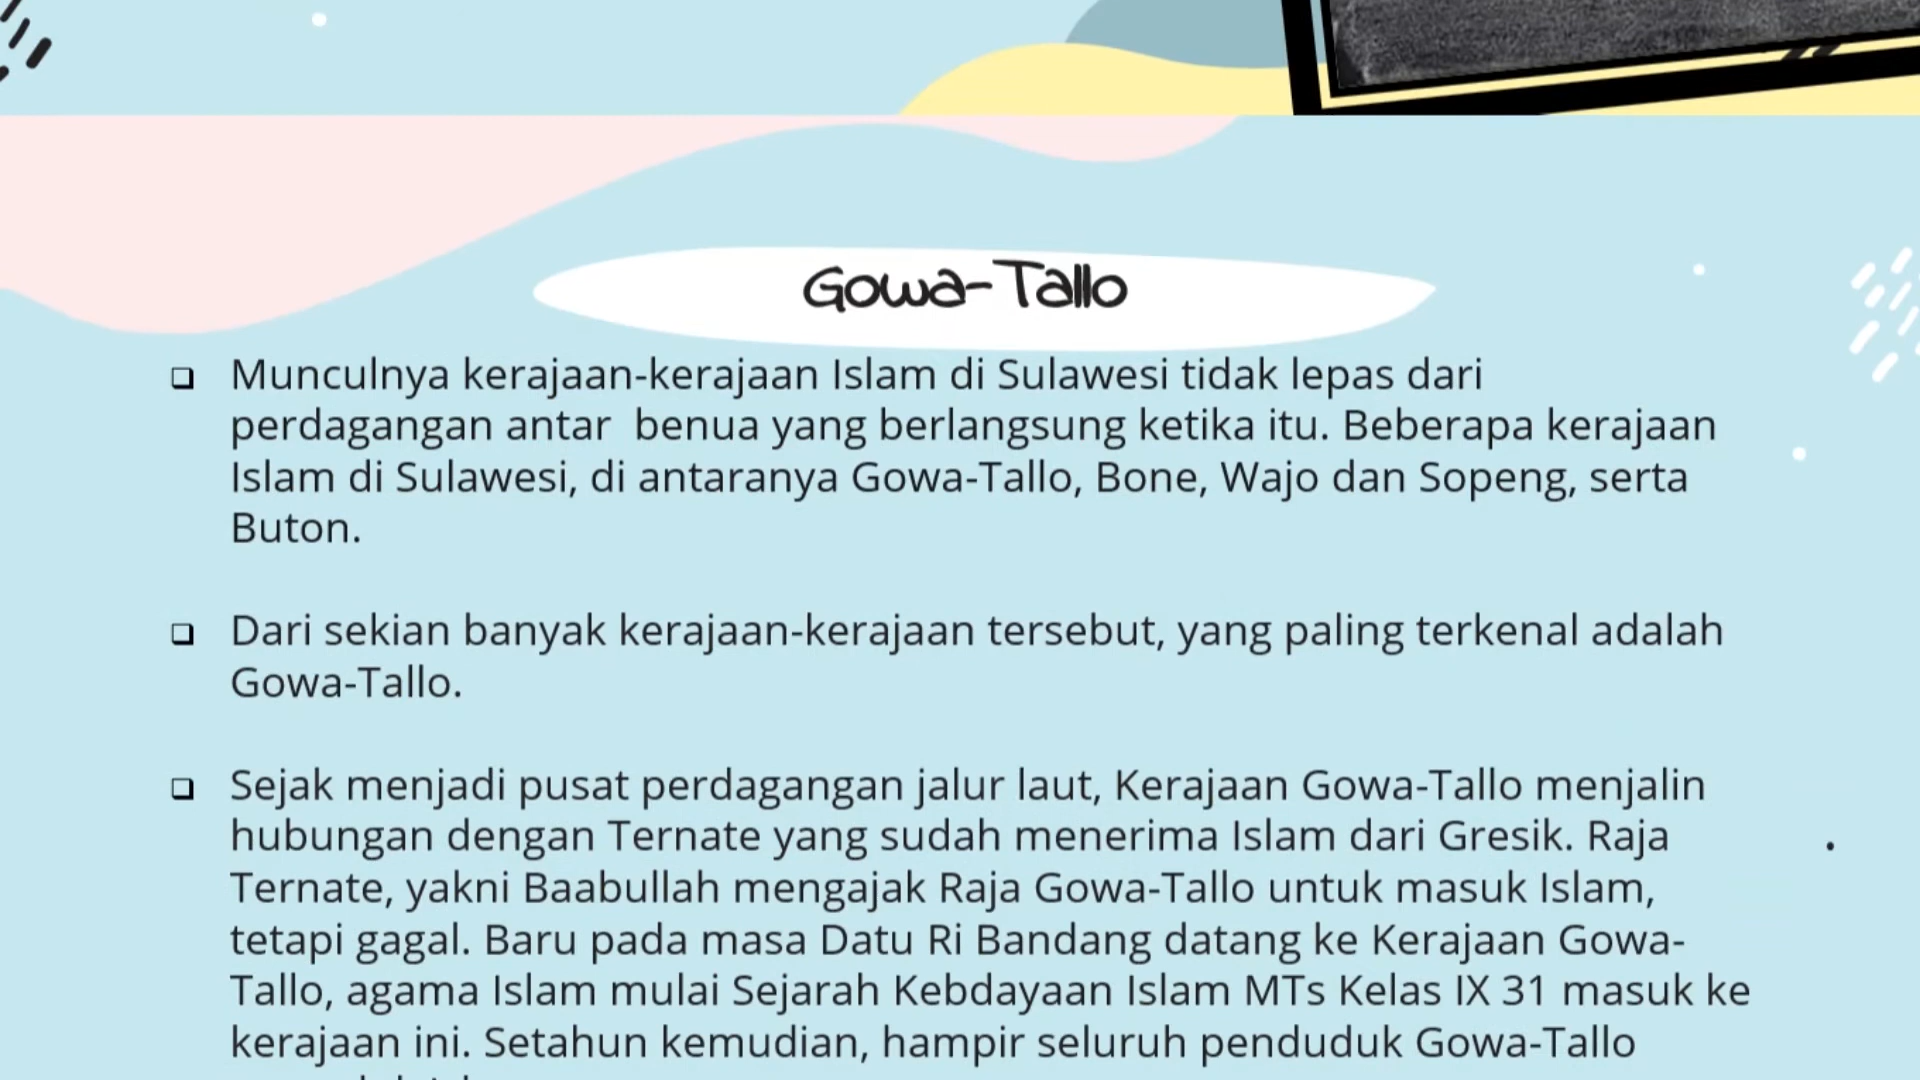 Gowa-Tallo
❑ Munculnya kerajaan-kerajaan Islam di Sulawesi tidak lepas dari
perdagangan antar  benua yang berlangsung ketika itu. Beberapa kerajaan
Islam di Sulawesi, di antaranya Gowa-Tallo, Bone, Wajo dan Sopeng, serta
Buton.
❑ Dari sekian banyak kerajaan-kerajaan tersebut, yang paling terkenal adalah
Gowa-Tallo.
❑ Sejak menjadi pusat perdagangan jalur laut, Kerajaan Gowa-Tallo menjalin
hubungan dengan Ternate yang sudah menerima Islam dari Gresik. Raja
Ternate, yakni Baabullah mengajak Raja Gowa-Tallo untuk masuk Islam,
tetapi gagal. Baru pada masa Datu Ri Bandang datang ke Kerajaan Gowa-
Tallo, agama Islam mulai Sejarah Kebdayaan Islam MTs Kelas IX 31 masuk ke
kerajaan ini. Setahun kemudian, hampir seluruh penduduk Gowa-Tallo